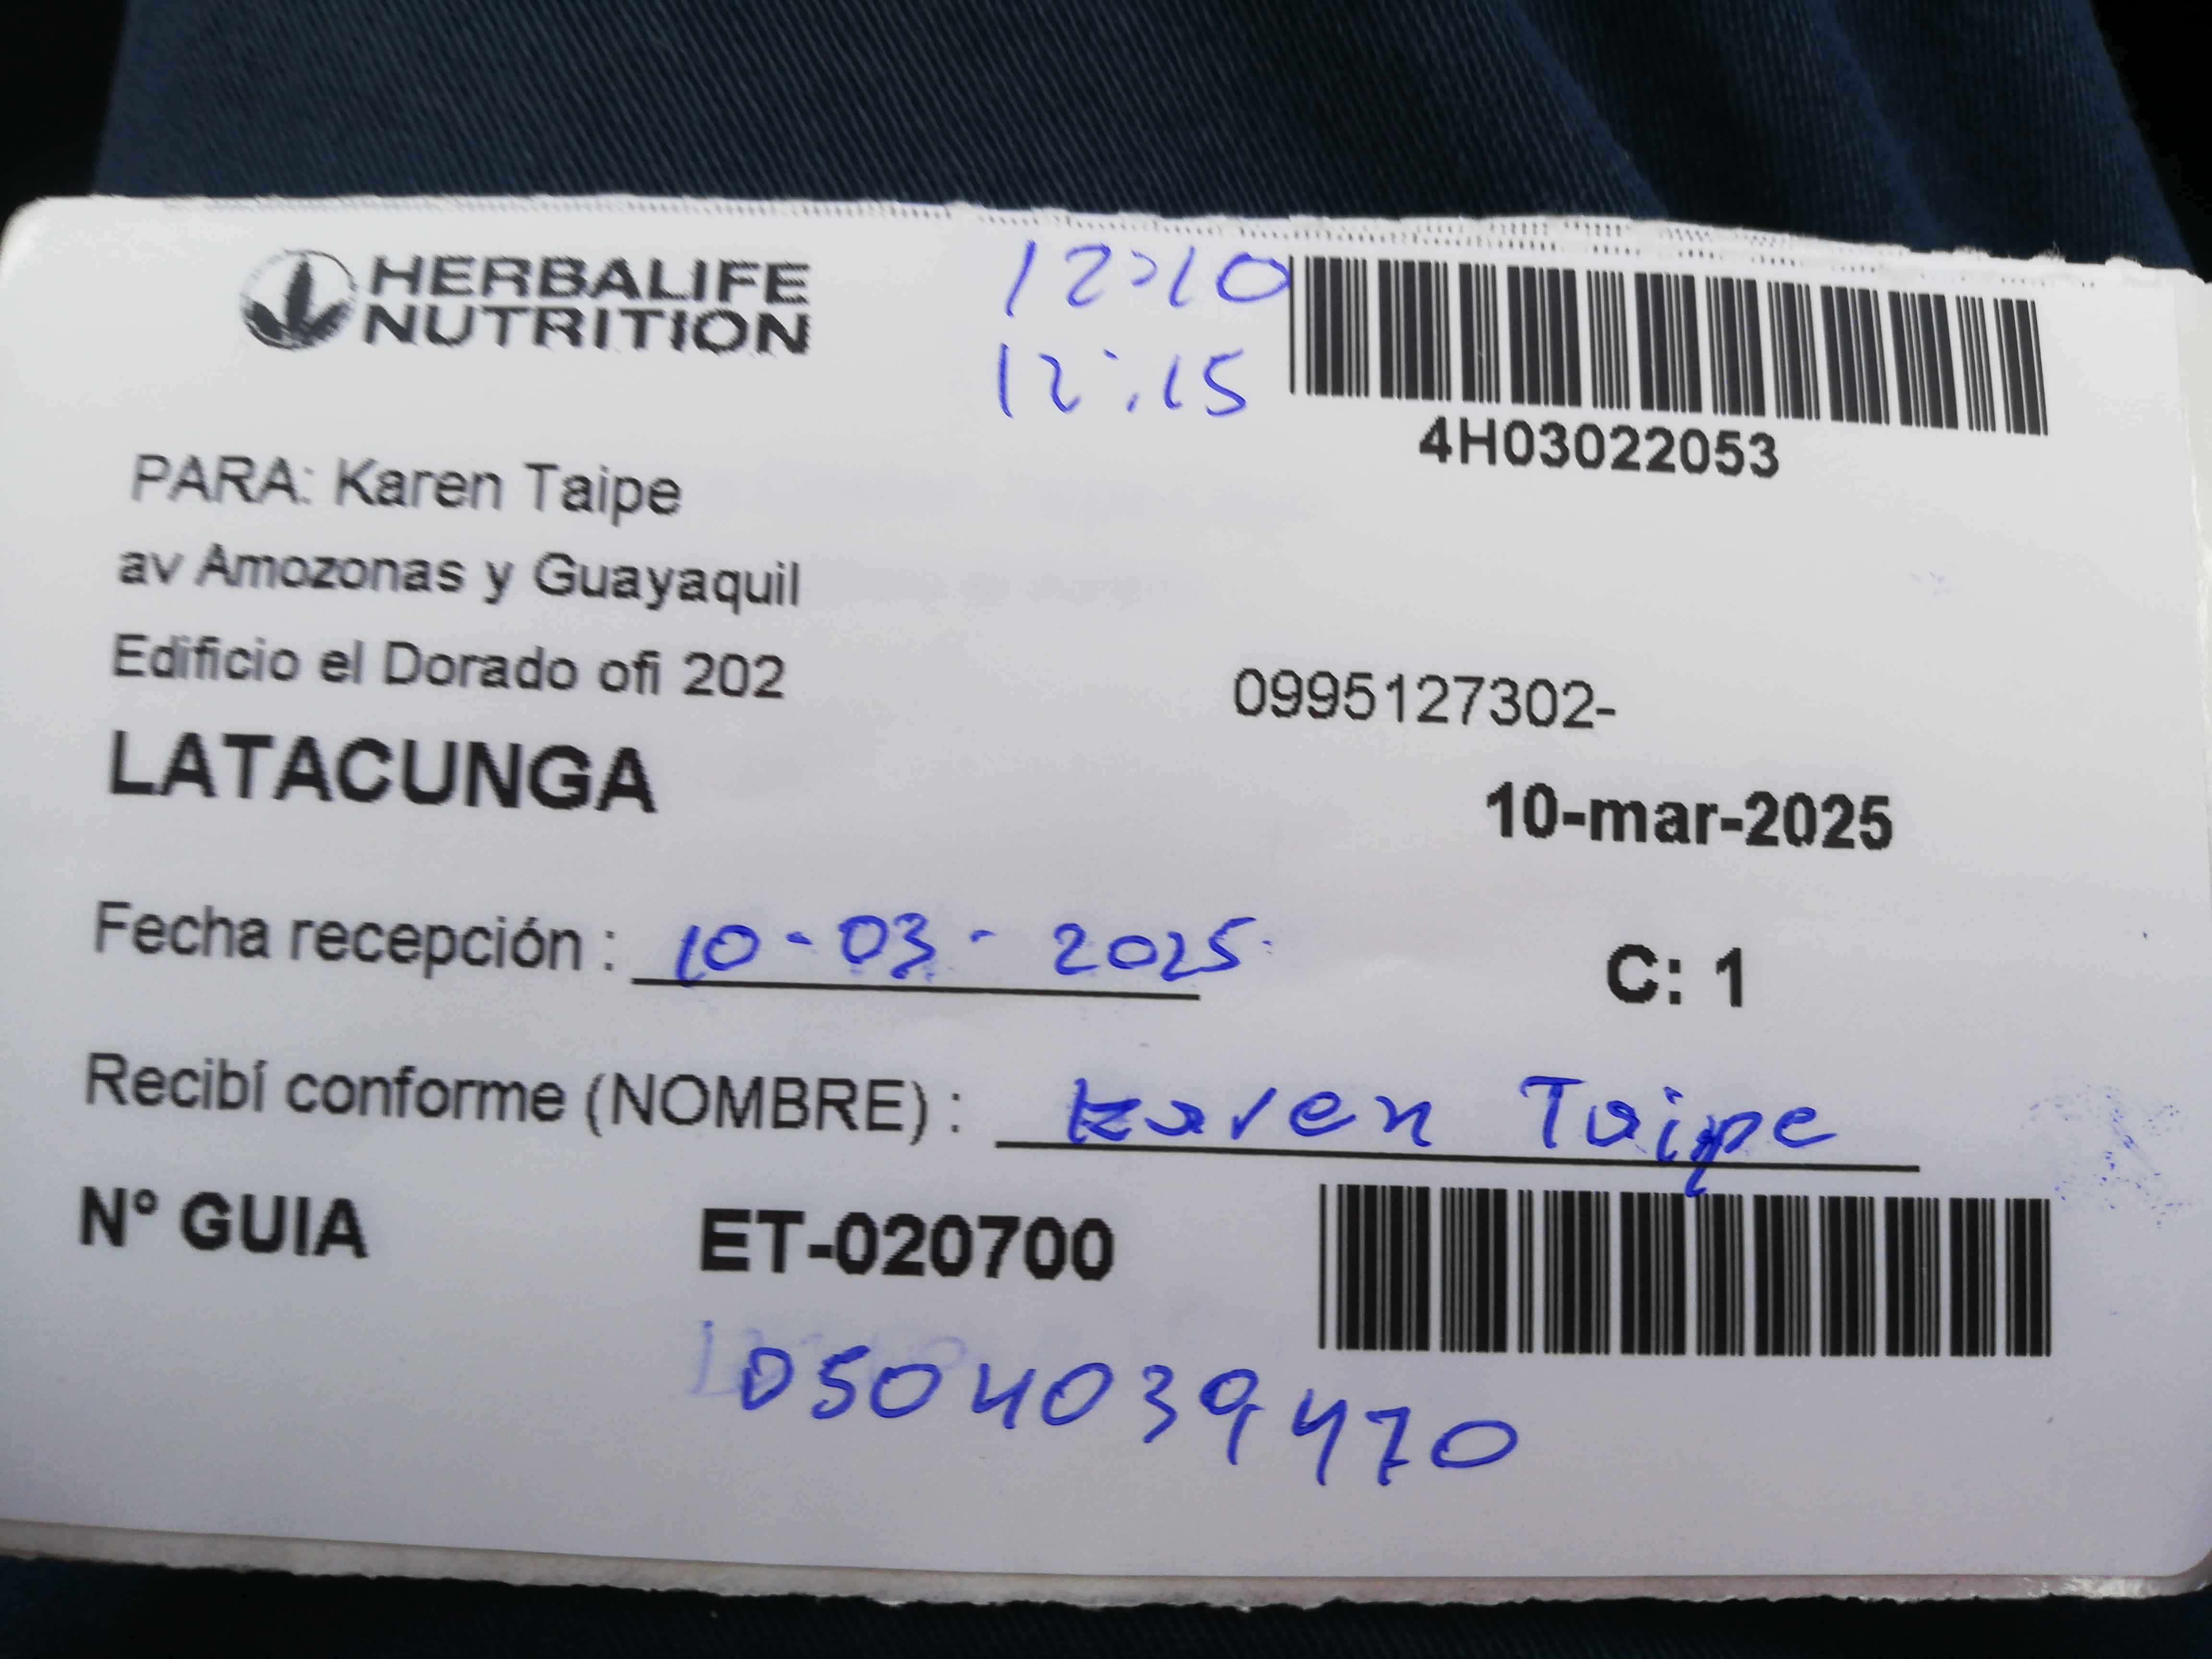 HERBALIFE
NUTRITION
12:10
12:15
4H03022053
PARA: Karen Taipe
av Amozonas y Guayaquil
Edificio el Dorado ofi 202
0995127302-
LATACUNGA
10-mar-2025
Fecha recepción : 10-03-2025
C: 1
Recibí conforme (NOMBRE) : Karen Taipe
N° GUIA ET-020700
0504039470